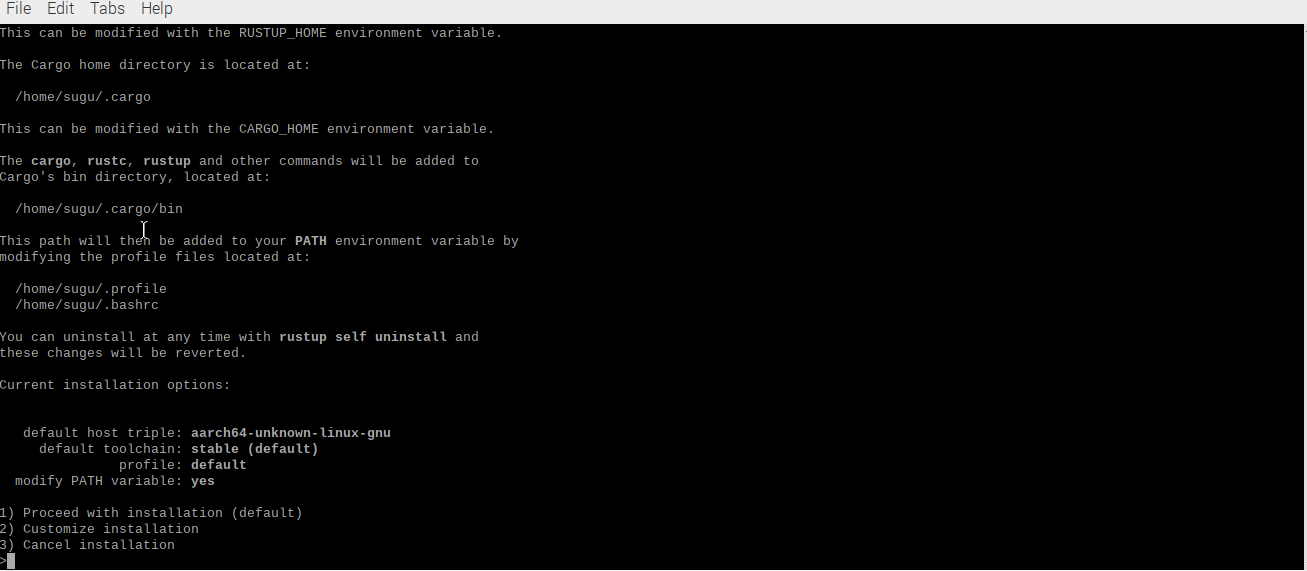 File Edit Tabs Help
This can be modified with the RUSTUP_HOME environment variable.
The Cargo home directory is located at:
/home/sugu/.cargo
This can be modified with the CARGO_HOME environment variable.
The cargo, rustc, rustup and other commands will be added to
Cargo's bin directory, located at:
/home/sugu/.cargo/bin
This path will then be added to your PATH environment variable by
modifying the profile files located at:
/home/sugu/.profile
/home/sugu/.bashrc
You can uninstall at any time with rustup self uninstall and
these changes will be reverted.
Current installation options:
default host triple: aarch64-unknown-linux-gnu
default toolchain: stable (default)
profile: default
modify PATH variable: yes
1) Proceed with installation (default)
2) Customize installation
3) Cancel installation
>